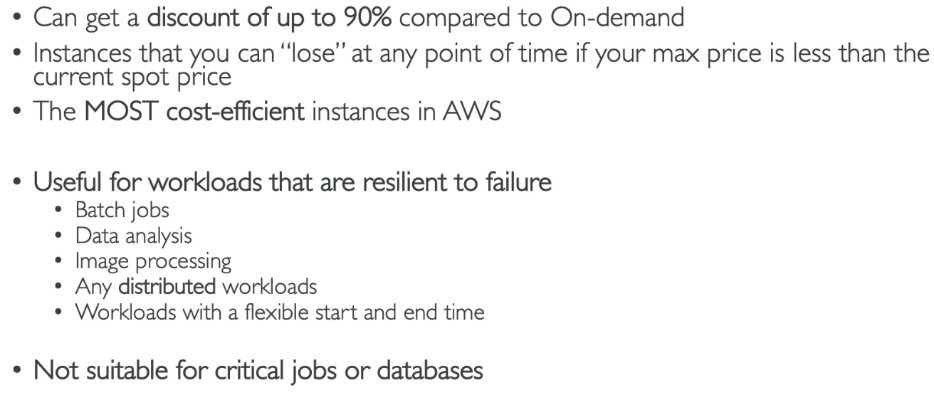 • Can get a discount of up to 90% compared to On-demand
• Instances that you can “lose” at any point of time if your max price is less than the
current spot price
• The MOST cost-efficient instances in AWS
• Useful for workloads that are resilient to failure
• Batch jobs
• Data analysis
• Image processing
• Any distributed workloads
• Workloads with a flexible start and end time
• Not suitable for critical jobs or databases